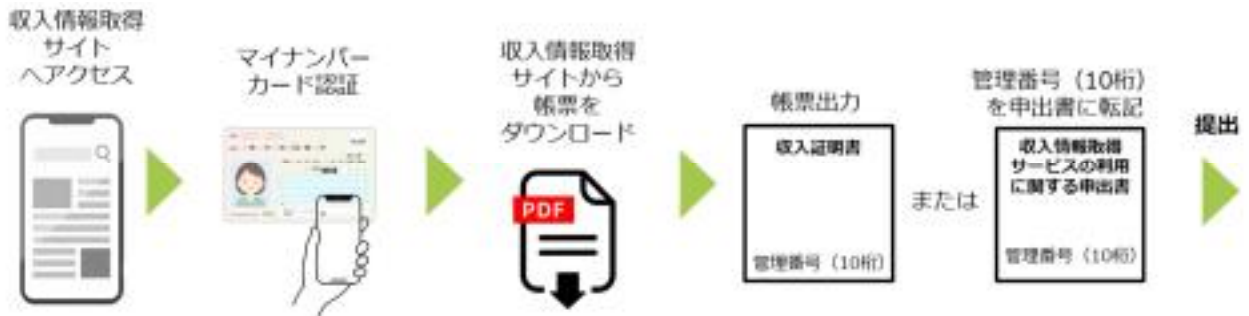 収入情報取得
サイト
へアクセス
マイナンバー
カード認証
収入情報取得
サイトから
帳票を
ダウンロード
PDF
帳票出力
収入証明書
管理番号（10桁）
または
管理番号（10桁）
を申出書に転記
収入情報取得
サービスの利用
に関する申出書
管理番号（10桁）
提出